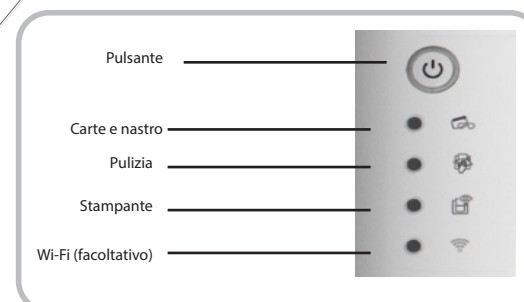 Pulsante
Carte e nastro
Pulizia
Stampante
Wi-Fi (facoltativo)